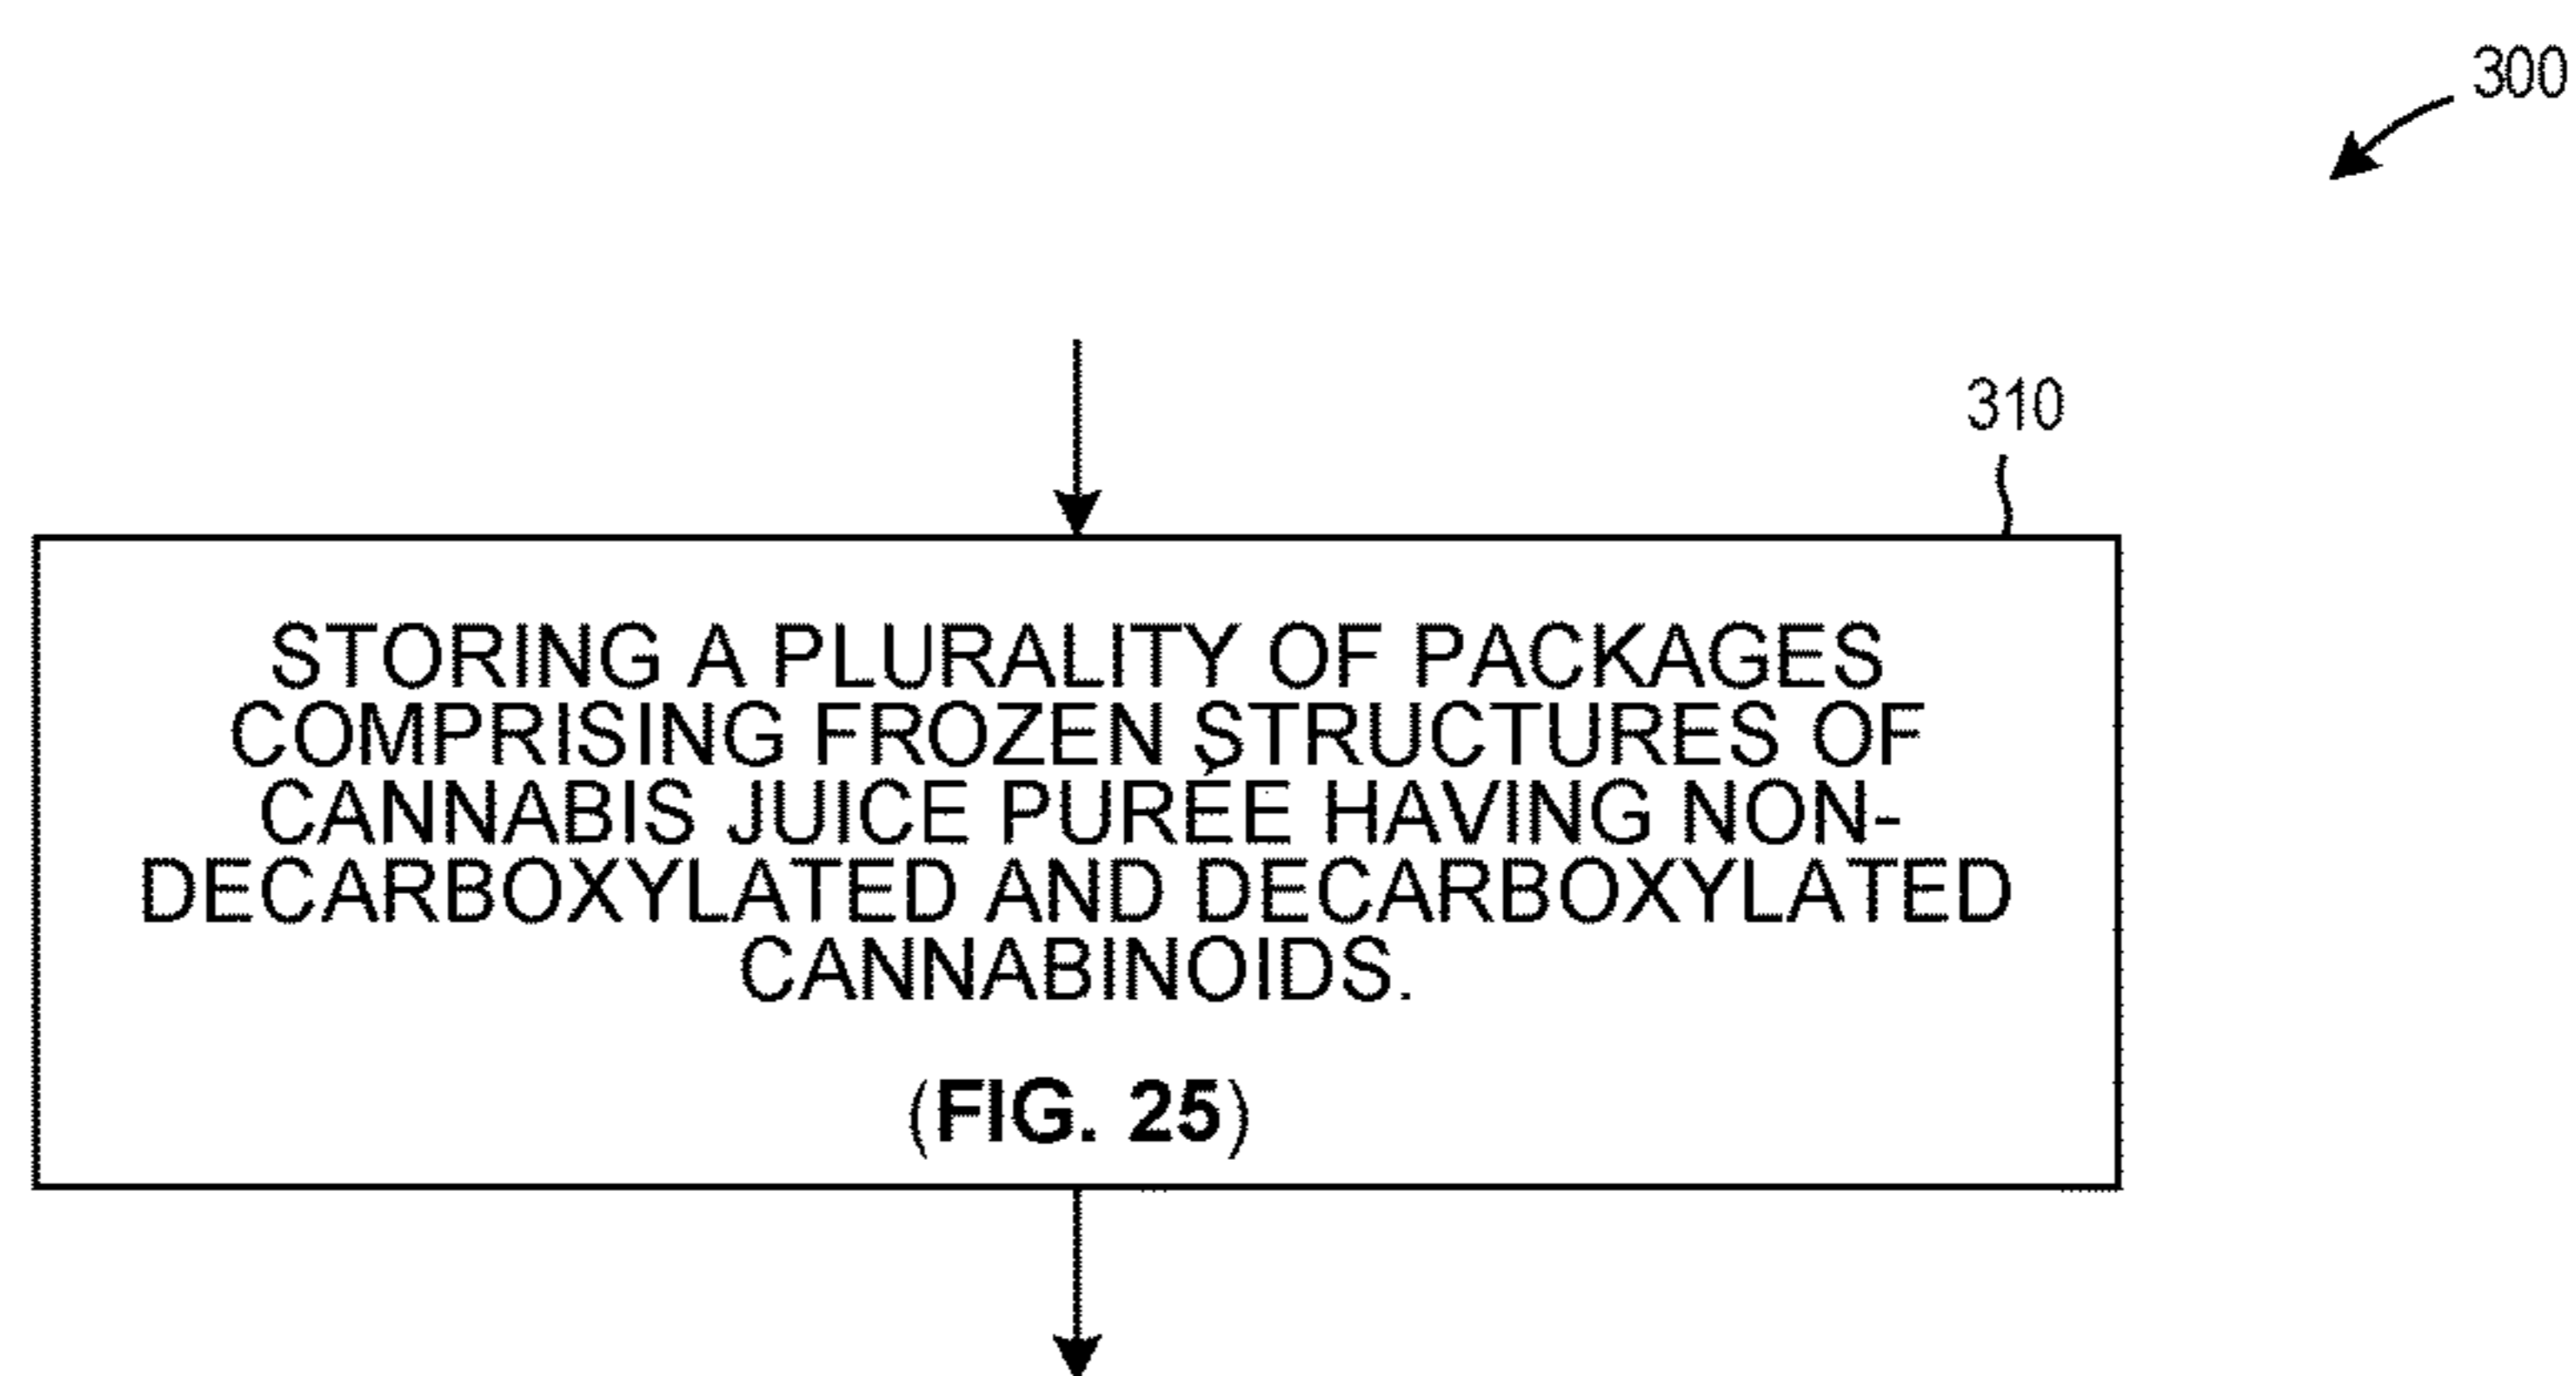 300
310
STORING A PLURALITY OF PACKAGES
COMPRISING FROZEN STRUCTURES OF
CANNABIS JUICE PURÉE HAVING NON-
DECARBOXYLATED AND DECARBOXYLATED
CANNABINOIDS.
(FIG. 25)